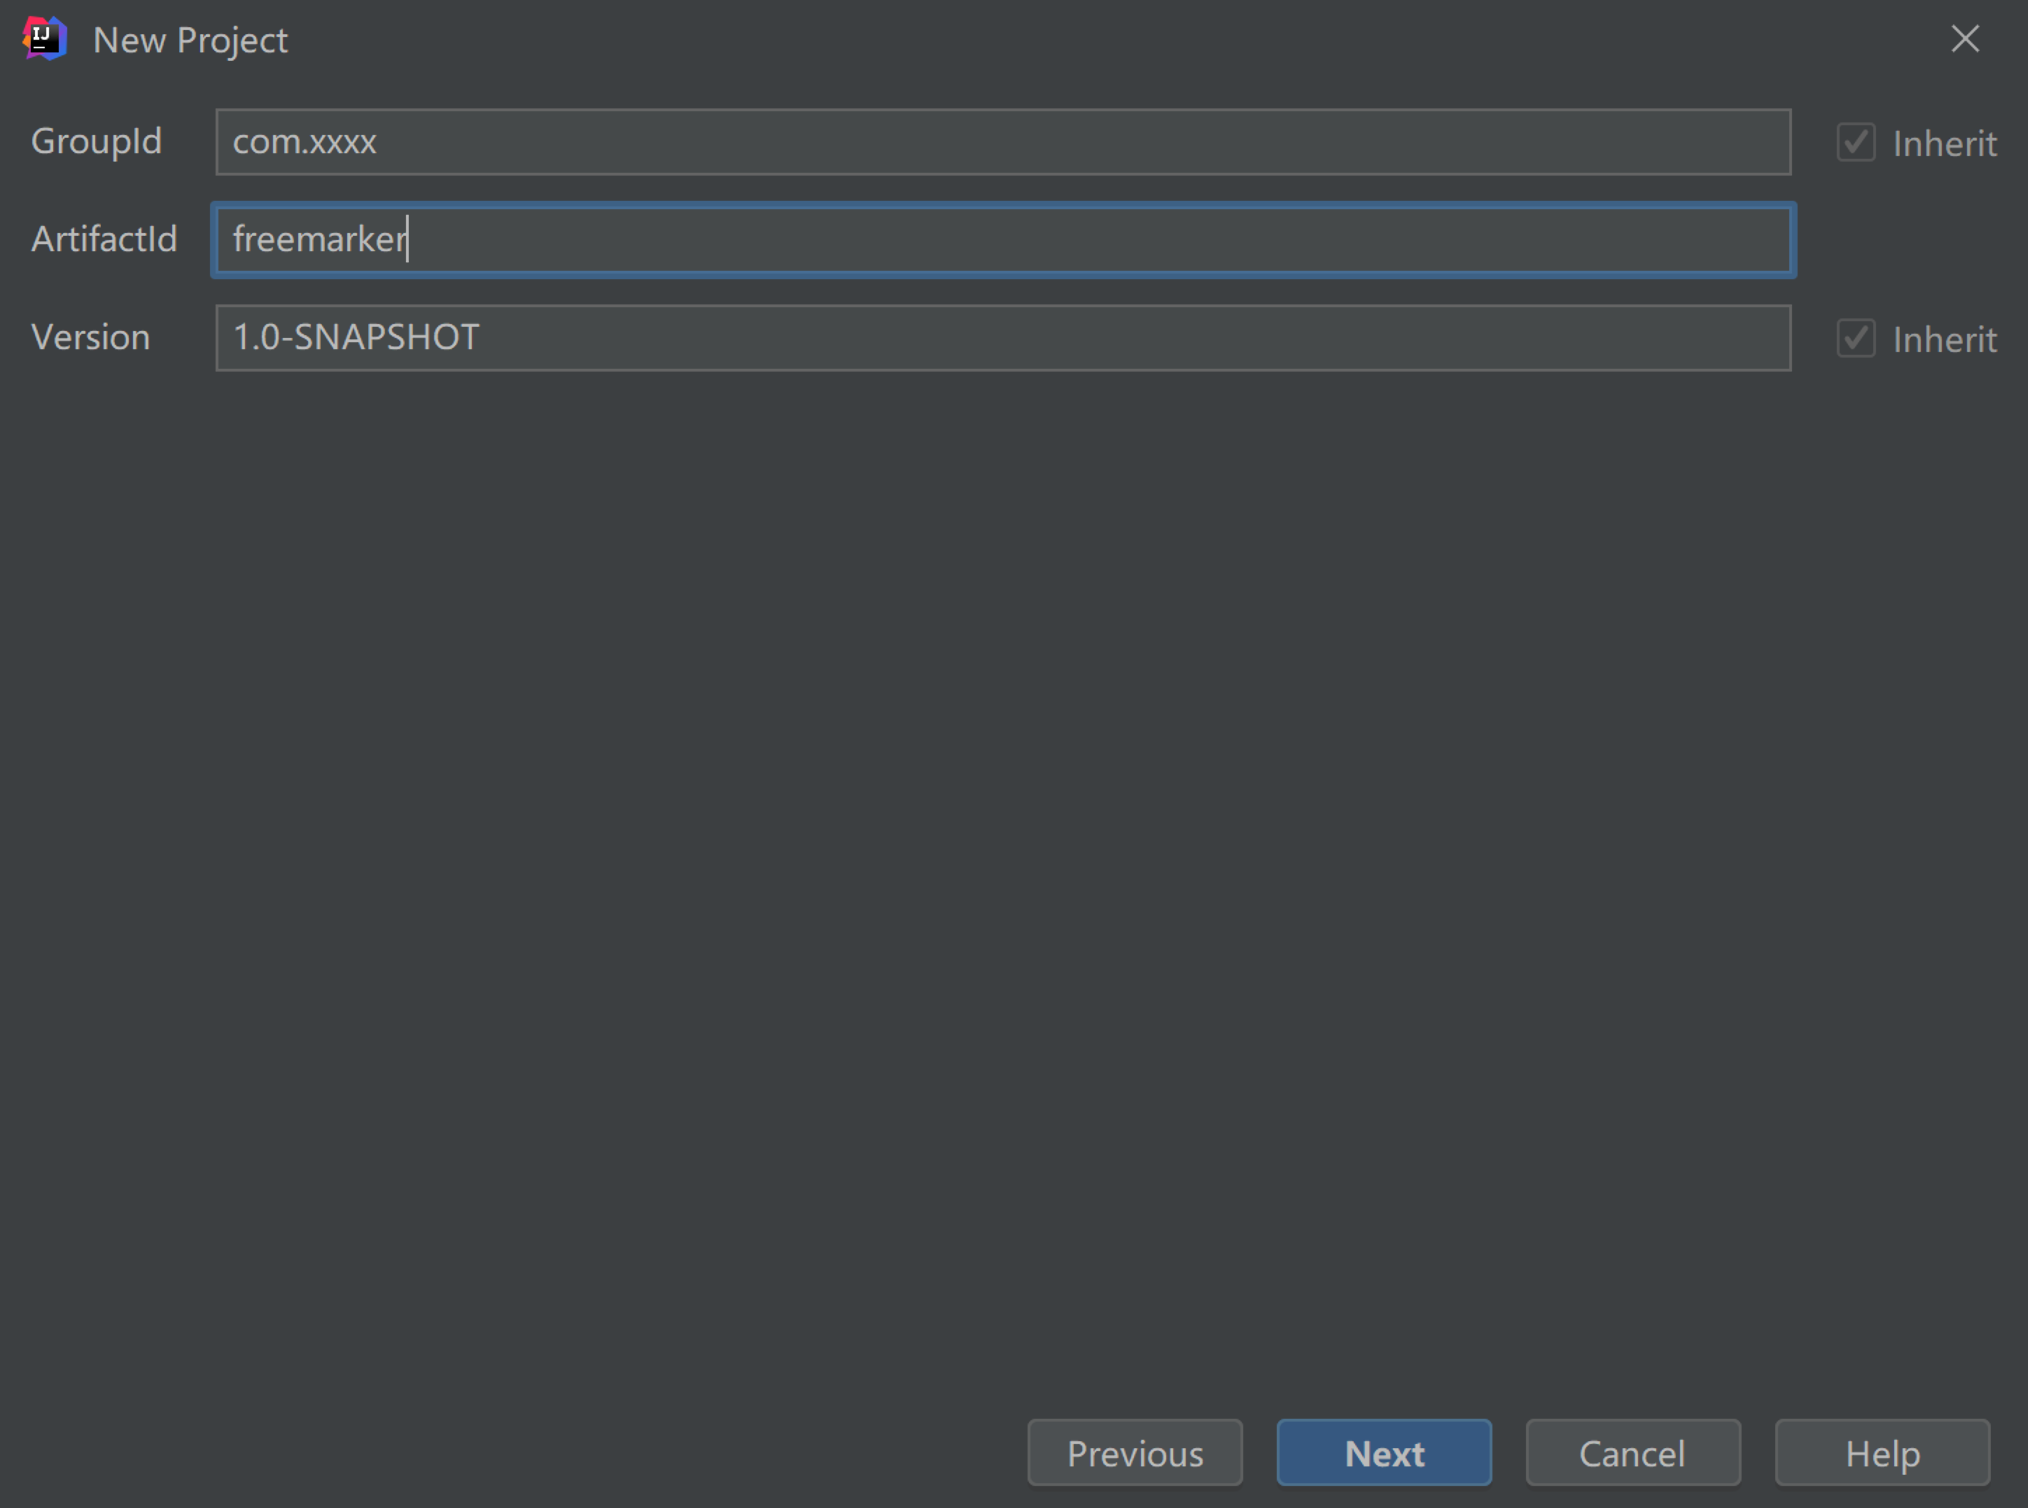 IJ New Project
GroupId com.xxxx Inherit
ArtifactId freemarker
Version 1.0-SNAPSHOT Inherit
Previous Next Cancel Help